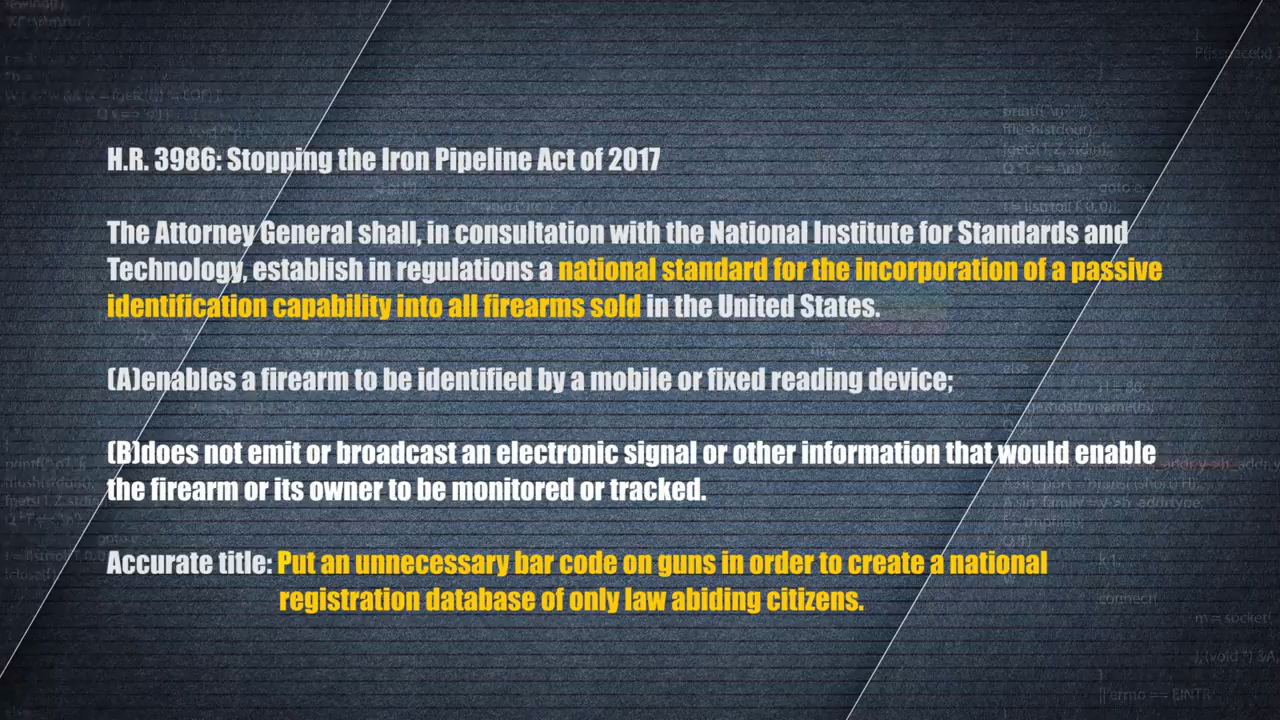 H.R. 3986: Stopping the Iron Pipeline Act of 2017
The Attorney General shall, in consultation with the National Institute for Standards and
Technology, establish in regulations a national standard for the incorporation of a passive
identification capability into all firearms sold in the United States.
(A)enables a firearm to be identified by a mobile or fixed reading device;
(B)does not emit or broadcast an electronic signal or other information that would enable
the firearm or its owner to be monitored or tracked.
Accurate title: Put an unnecessary bar code on guns in order to create a national
registration database of only law abiding citizens.